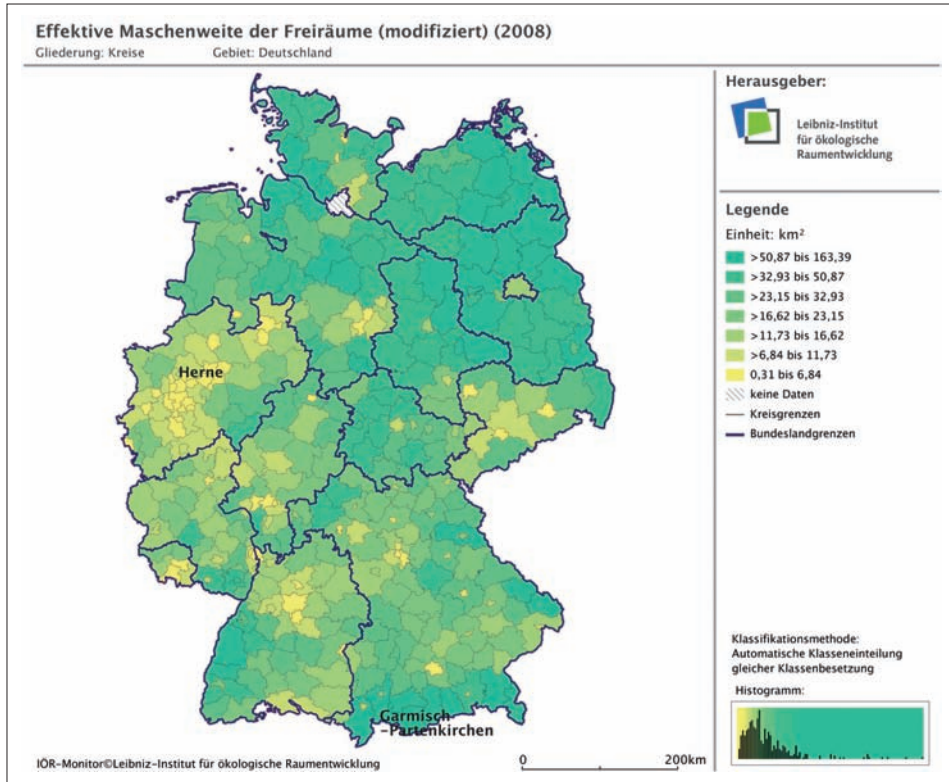 Effektive Maschenweite der Freiräume (modifiziert) (2008)
Gliederung: Kreise Gebiet: Deutschland
Herausgeber:
Leibniz-Institut
für ökologische
Raumentwicklung
Legende
Einheit: km²
>50,87 bis 163,39
>32,93 bis 50,87
>23,15 bis 32,93
>16,62 bis 23,15
>11,73 bis 16,62
>6,84 bis 11,73
0,31 bis 6,84
keine Daten
Kreisgrenzen
Bundeslandgrenzen
Herne
Garmisch-
-Partenkirchen
Klassifikationsmethode:
Automatische Klasseneinteilung
gleicher Klassenbesetzung
Histogramm:
IÖR-Monitor©Leibniz-Institut für ökologische Raumentwicklung
0 200km